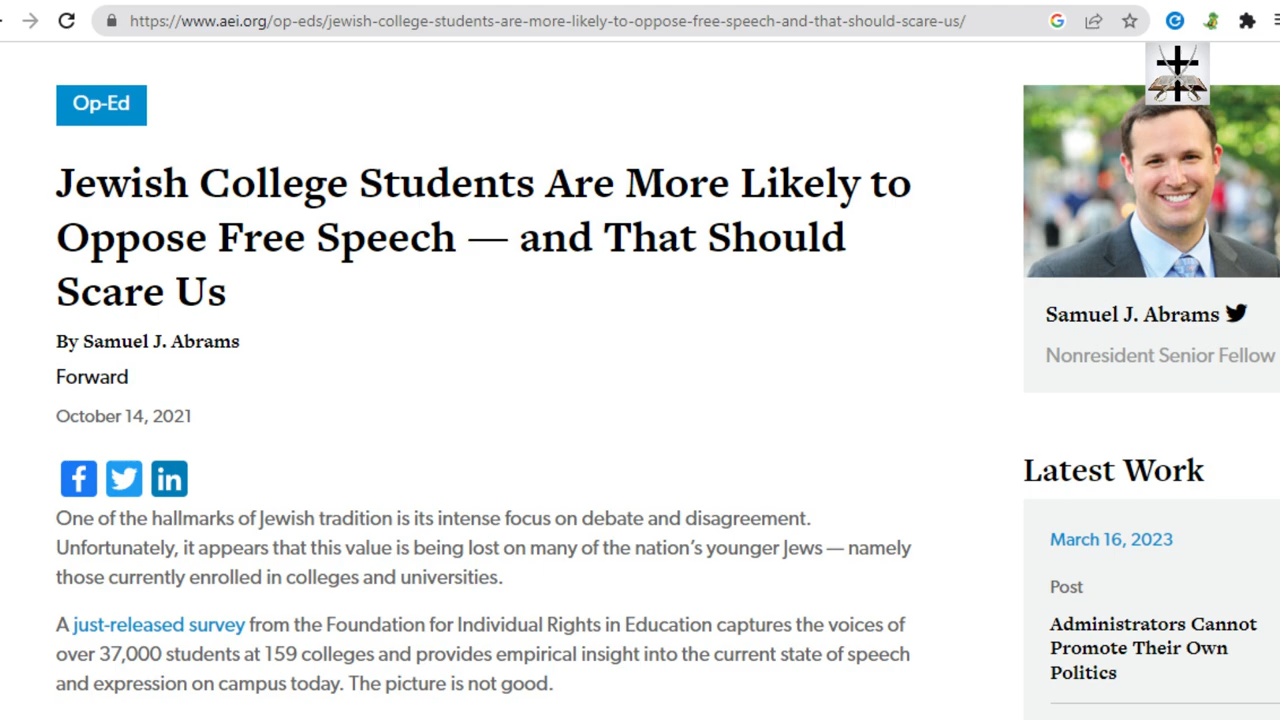 https://www.aei.org/op-eds/jewish-college-students-are-more-likely-to-oppose-free-speech-and-that-should-scare-us/
Op-Ed
Jewish College Students Are More Likely to
Oppose Free Speech — and That Should
Scare Us
By Samuel J. Abrams
Forward
October 14, 2021
One of the hallmarks of Jewish tradition is its intense focus on debate and disagreement.
Unfortunately, it appears that this value is being lost on many of the nation's younger Jews — namely
those currently enrolled in colleges and universities.
A just-released survey from the Foundation for Individual Rights in Education captures the voices of
over 37,000 students at 159 colleges and provides empirical insight into the current state of speech
and expression on campus today. The picture is not good.
Samuel J. Abrams
Nonresident Senior Fellow
Latest Work
March 16, 2023
Post
Administrators Cannot
Promote Their Own
Politics